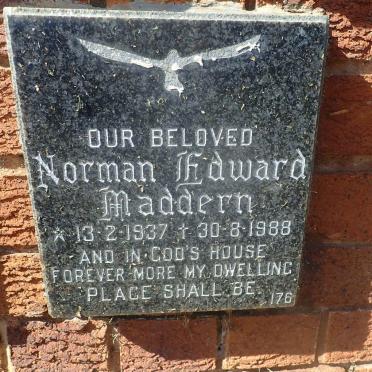 OUR BELOVED
Norman Edward
Maddern
* 13·2·1937 † 30·8·1988
AND IN GOD'S HOUSE
FOREVER MORE MY DWELLING
PLACE SHALL BE.
176